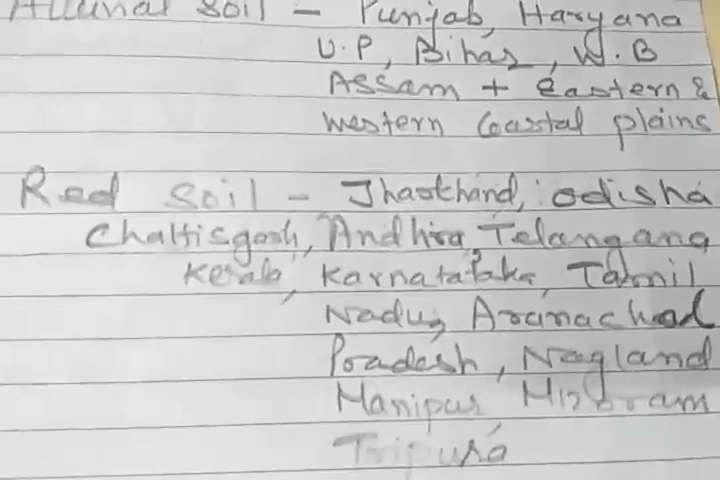 Alluvial Soil - Punjab, Haryana
U.P, Bihar, W.B
Assam + eastern &
western Coastal plains
Red Soil - Jharkhand, odisha
Chattisgarh, Andhra, Telangana
Kerala, Karnatataka, Tamil
Nadu, Arunachal
Pradesh, Nagland
Manipur Mizoram
Tripura